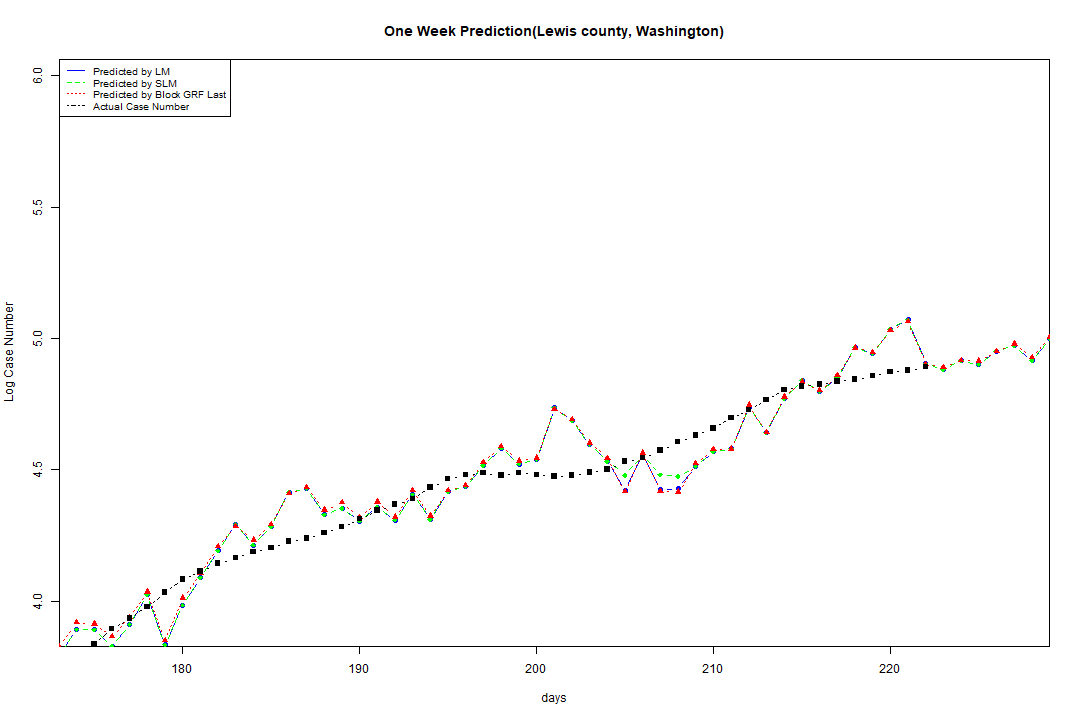 One Week Prediction(Lewis county, Washington)
Predicted by LM
Predicted by SLM
Predicted by Block GRF Last
Actual Case Number
6.0
5.5
5.0
4.5
4.0
Log Case Number
180 190 200 210 220
days